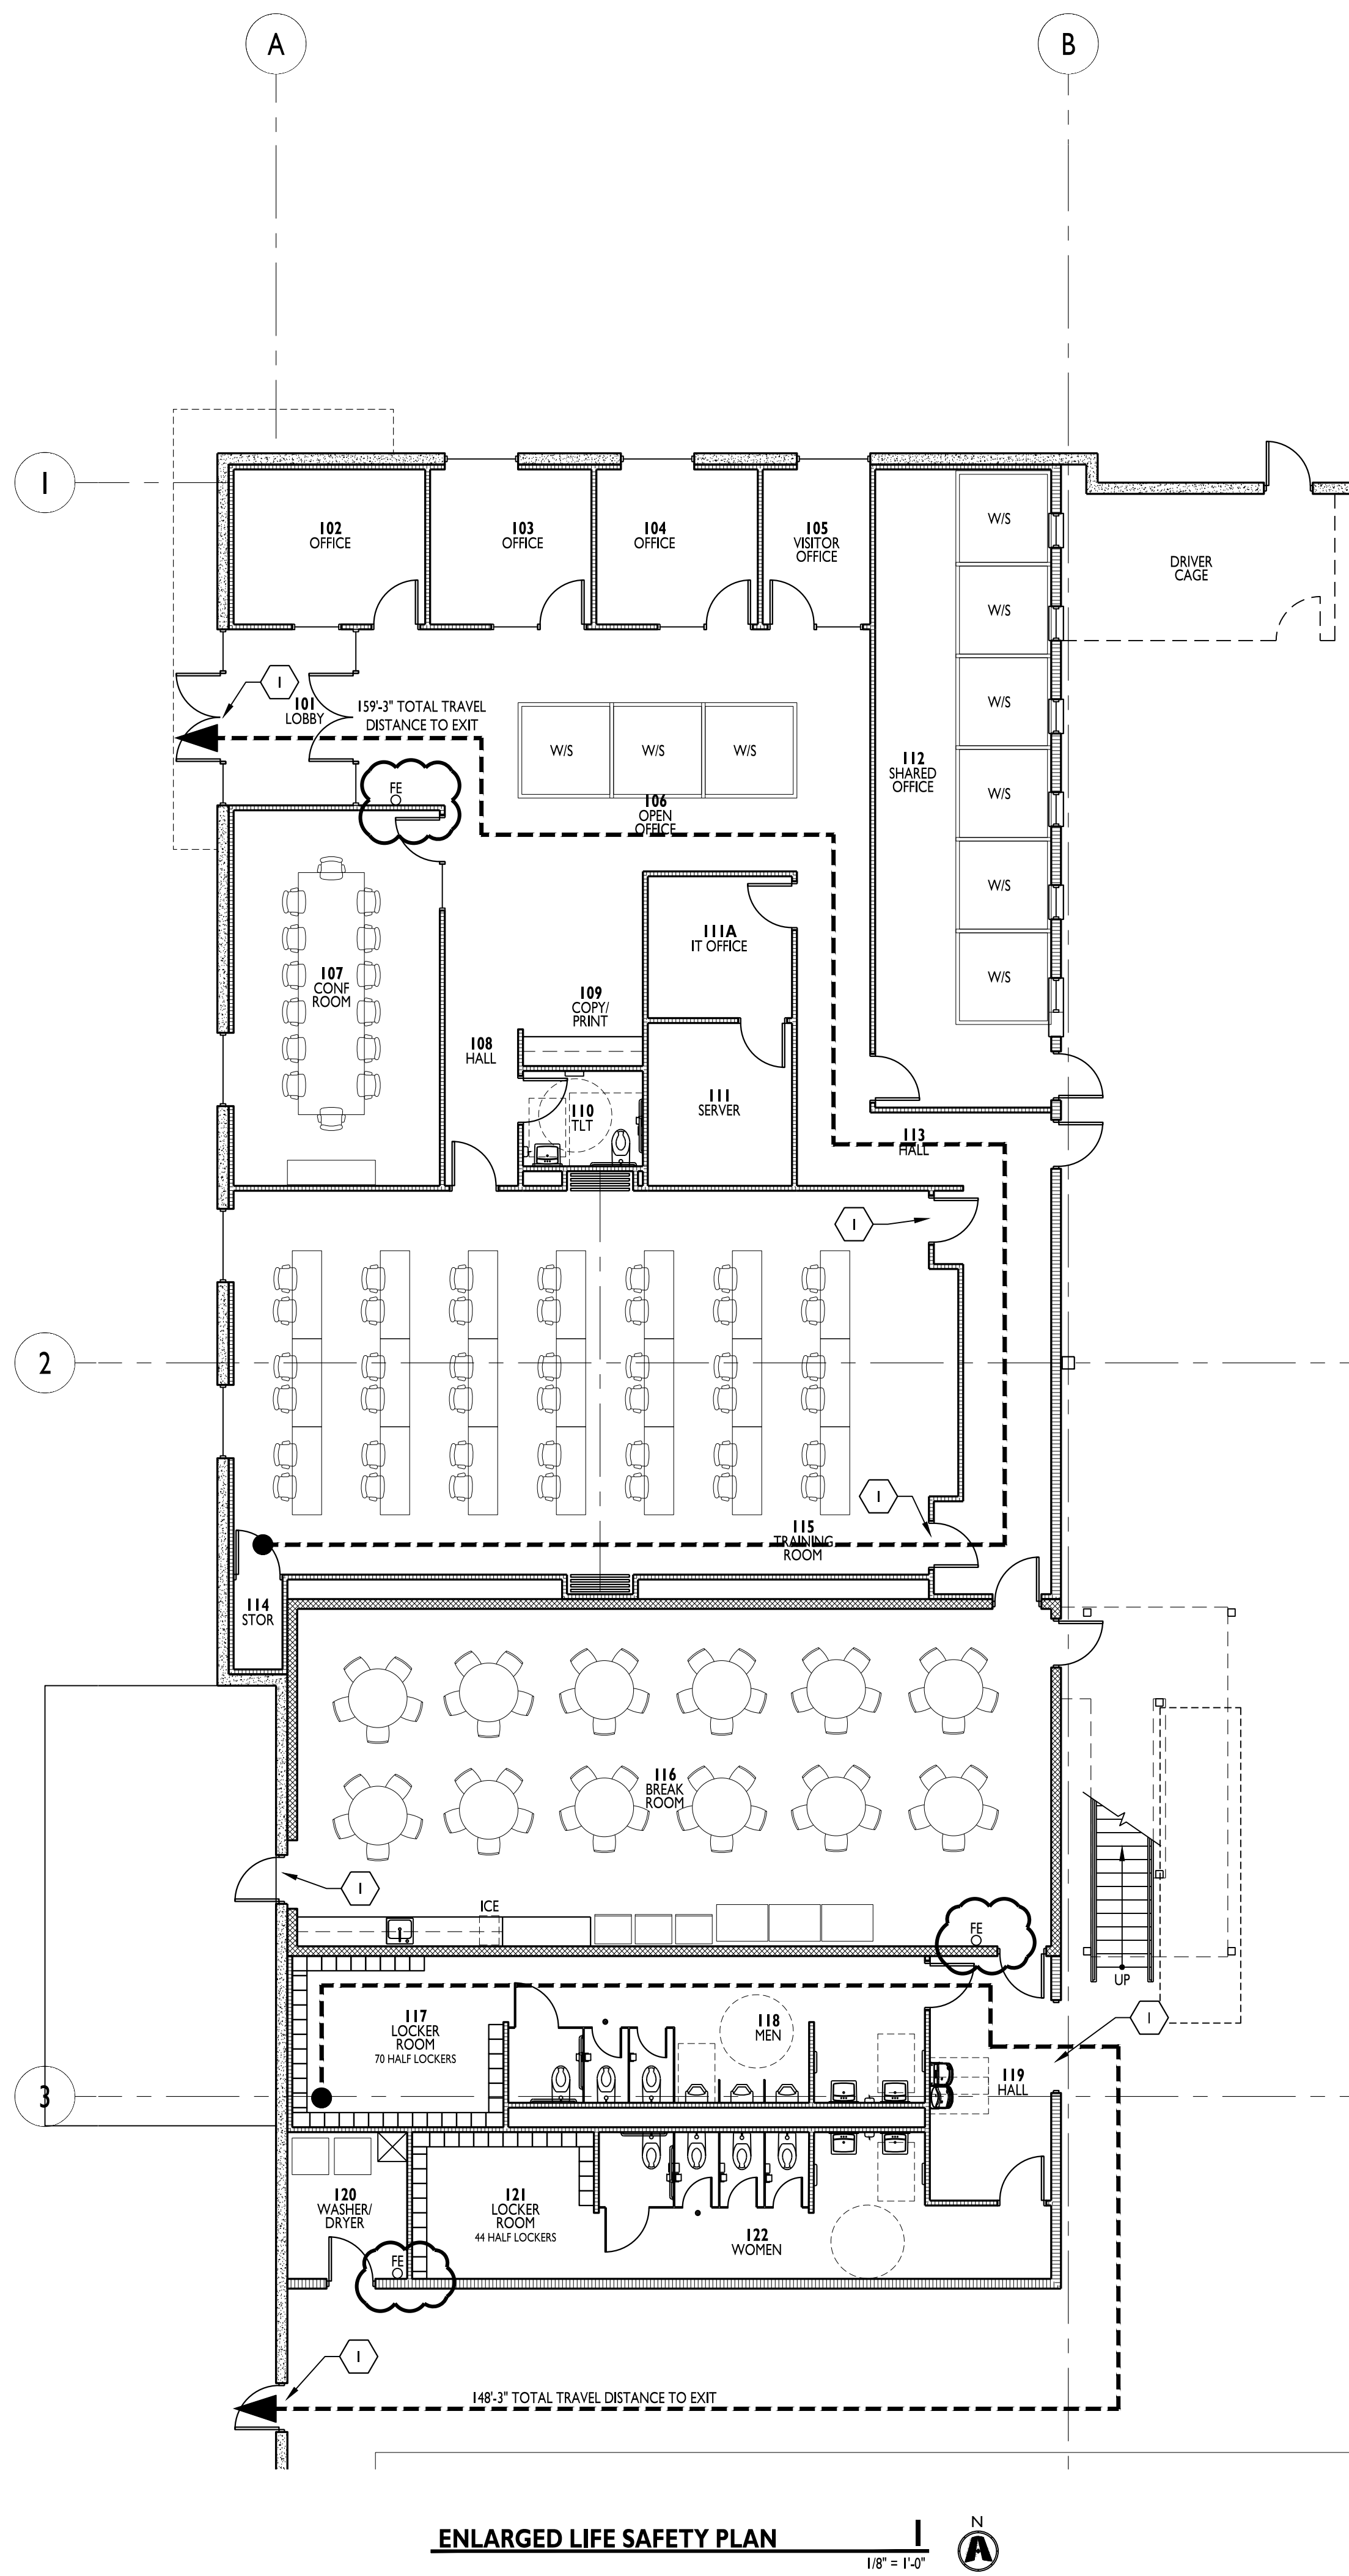 A
B
1
102
OFFICE
103
OFFICE
104
OFFICE
105
VISITOR
OFFICE
W/S
W/S
W/S
W/S
W/S
W/S
DRIVER
CAGE
1
101
LOBBY
159'-3" TOTAL TRAVEL
DISTANCE TO EXIT
W/S
W/S
W/S
FE
106
OPEN
OFFICE
112
SHARED
OFFICE
111A
IT OFFICE
107
CONF
ROOM
109
COPY/
PRINT
108
HALL
110
TLT
111
SERVER
113
HALL
1
2
1
115
TRAINING
ROOM
114
STOR
116
BREAK
ROOM
1
ICE
FE
UP
117
LOCKER
ROOM
70 HALF LOCKERS
118
MEN
1
119
HALL
3
120
WASHER/
DRYER
121
LOCKER
ROOM
44 HALF LOCKERS
122
WOMEN
FE
1
148'-3" TOTAL TRAVEL DISTANCE TO EXIT
ENLARGED LIFE SAFETY PLAN
1
1/8" = 1'-0"
N